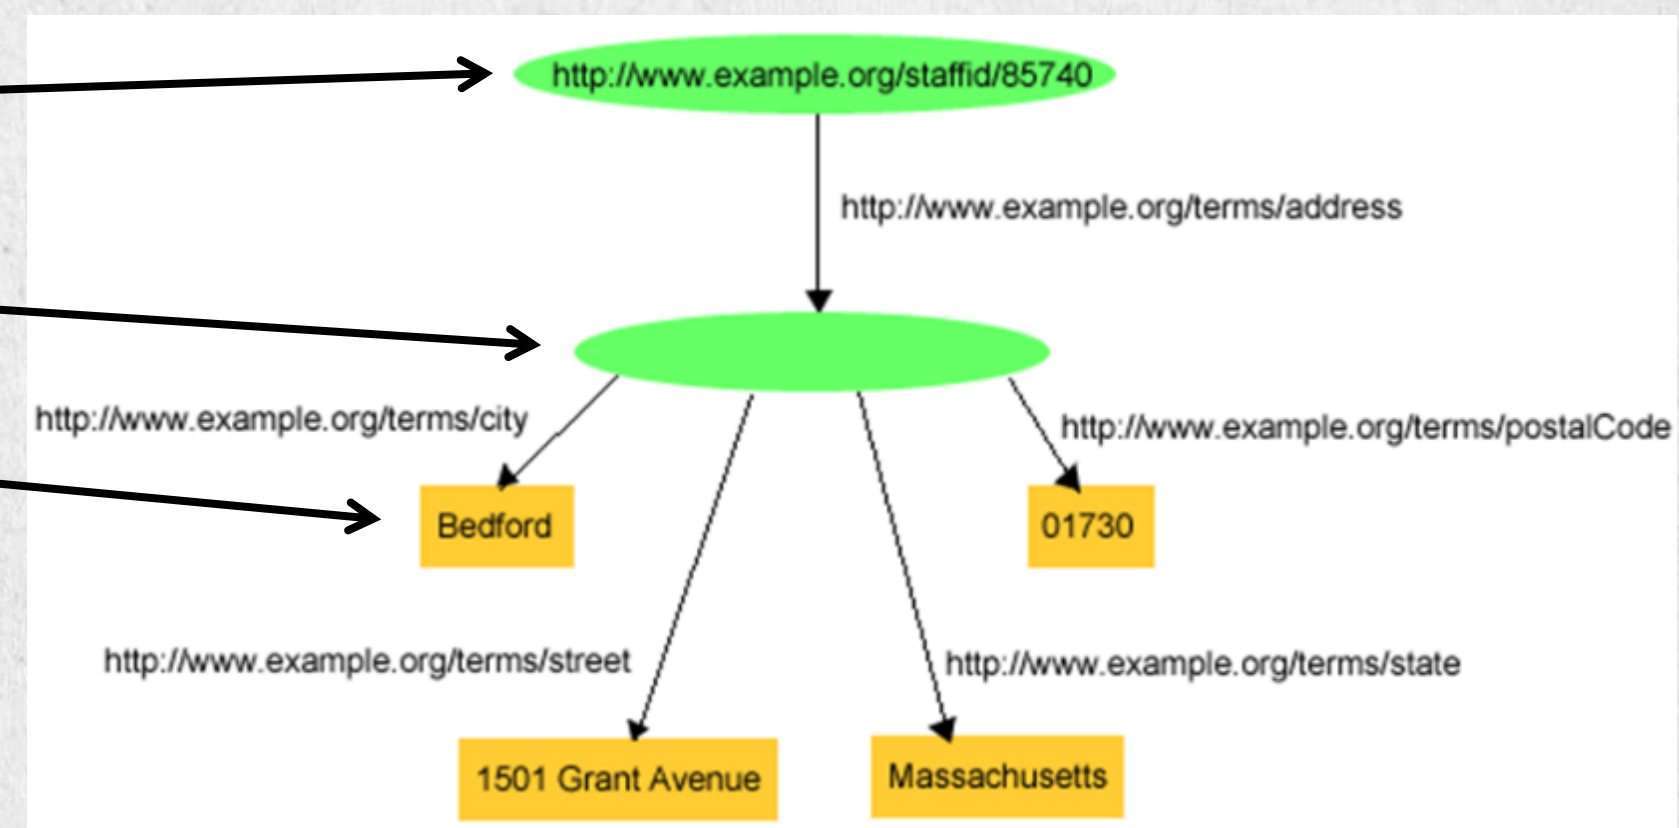 http://www.example.org/staffid/85740
http://www.example.org/terms/address
http://www.example.org/terms/city
http://www.example.org/terms/postalCode
Bedford
01730
http://www.example.org/terms/street
http://www.example.org/terms/state
1501 Grant Avenue
Massachusetts